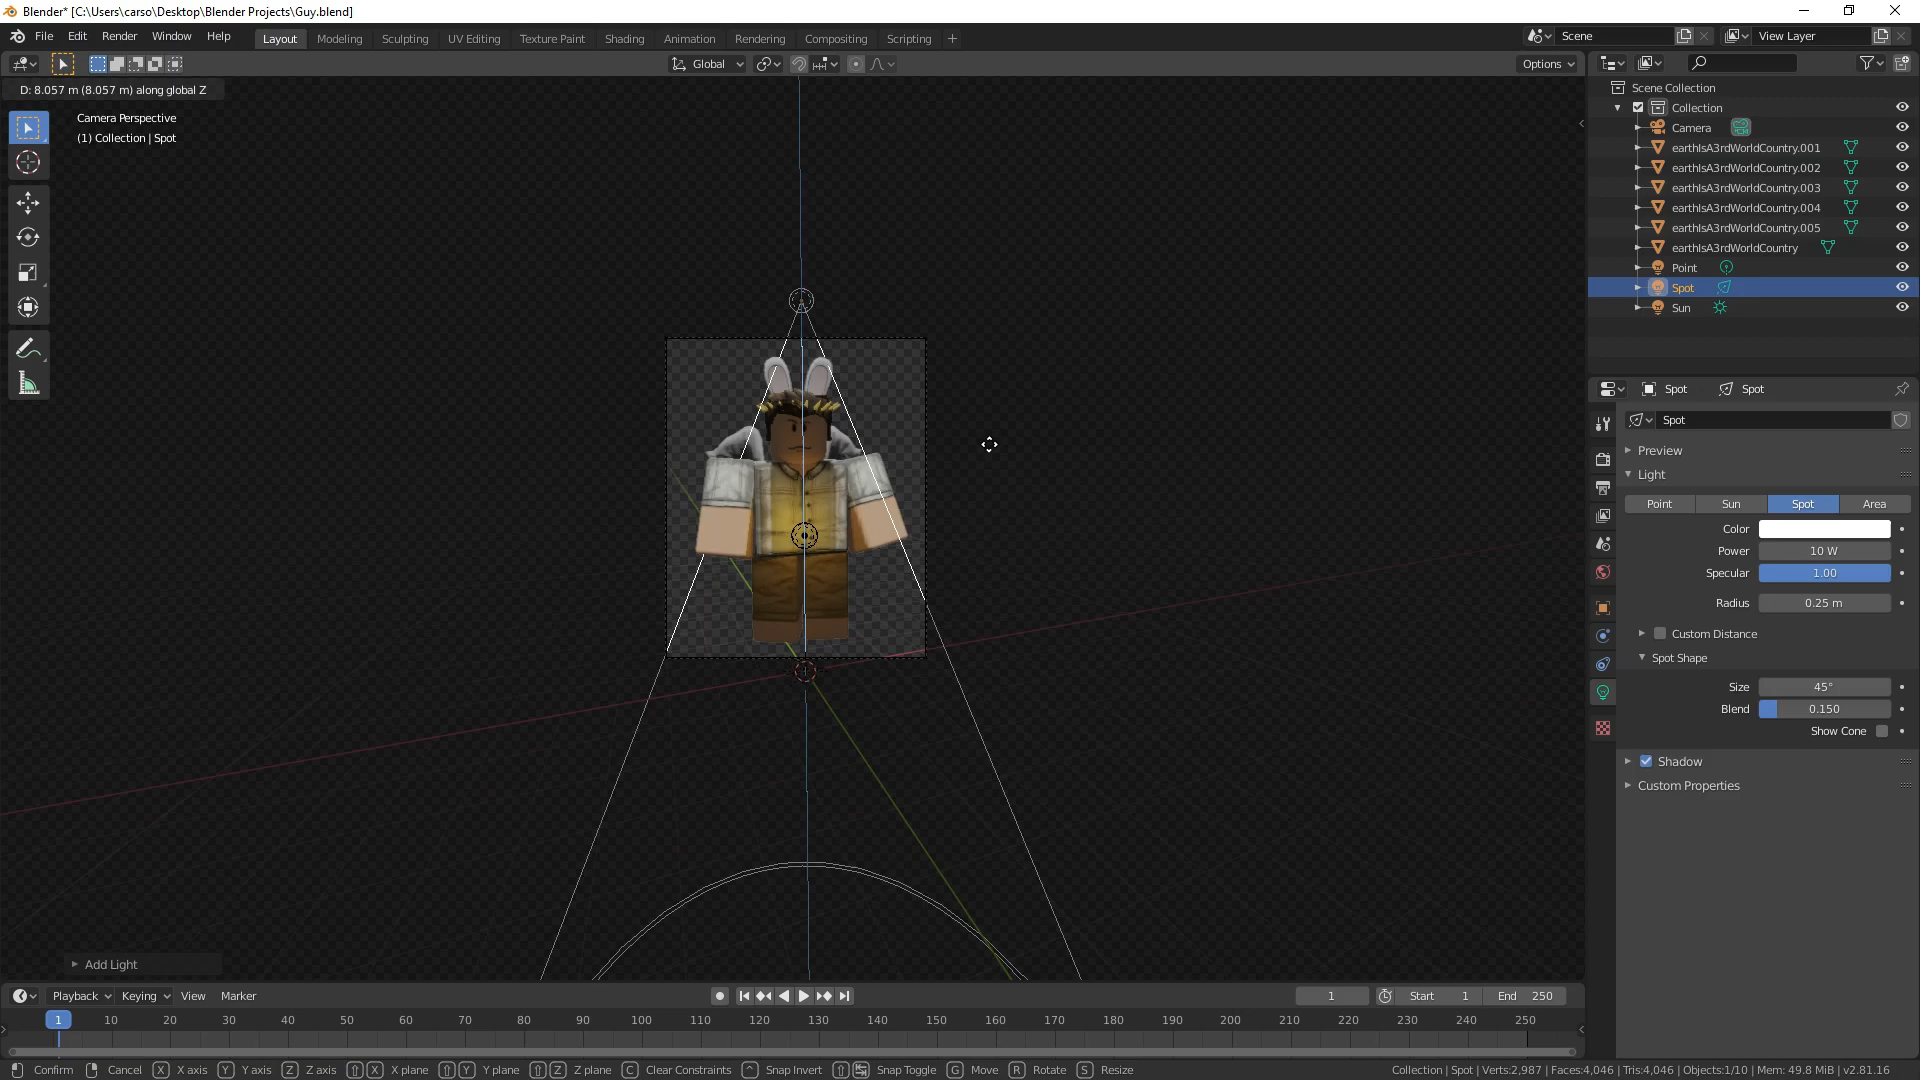 Blender* [C:\Users\carso\Desktop\Blender Projects\Guy.blend]
File Edit Render Window Help Layout Modeling Sculpting UV Editing Texture Paint Shading Animation Rendering Compositing Scripting + Scene View Layer
Global Options
D: 8.057 m (8.057 m) along global Z
Camera Perspective
(1) Collection | Spot
Scene Collection
Collection
Camera
earthIsA3rdWorldCountry.001
earthIsA3rdWorldCountry.002
earthIsA3rdWorldCountry.003
earthIsA3rdWorldCountry.004
earthIsA3rdWorldCountry.005
earthIsA3rdWorldCountry
Point
Spot
Sun
Spot Spot
Spot
Preview
Light
Point Sun Spot Area
Color
Power 10 W
Specular 1.00
Radius 0.25 m
Custom Distance
Spot Shape
Size 45°
Blend 0.150
Show Cone
Shadow
Custom Properties
Add Light
Playback Keying View Marker 1 Start 1 End 250
1 10 20 30 40 50 60 70 80 90 100 110 120 130 140 150 160 170 180 190 200 210 220 230 240 250
Confirm Cancel X X axis Y Y axis Z Z axis X X plane Y Y plane Z Z plane C Clear Constraints ^ Snap Invert Snap Toggle G Move R Rotate S Resize Collection | Spot | Verts:2,987 | Faces:4,046 | Tris:4,046 | Objects:1/10 | Mem: 49.8 MiB | v2.81.16